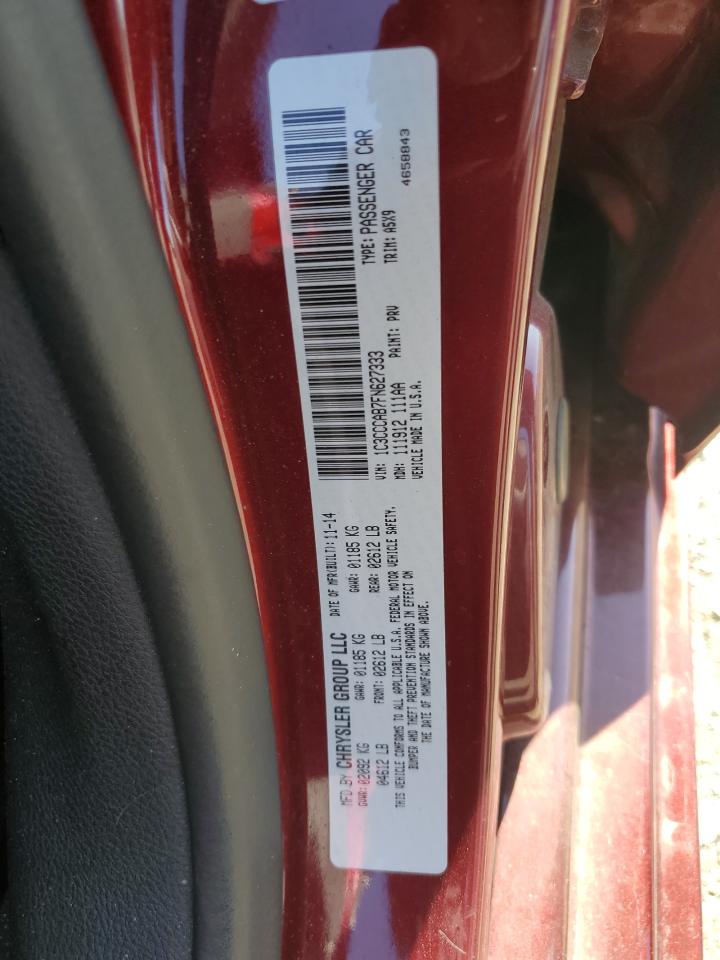 MFD BY CHRYSLER GROUP LLC
DATE OF MFR(BUILT): 11-14
GVWR: 02092 KG
GAWR: 01185 KG
GAWR: 01185 KG
04612 LB
FRONT: 02612 LB
REAR: 02612 LB
THIS VEHICLE CONFORMS TO ALL APPLICABLE U.S.A. FEDERAL MOTOR VEHICLE SAFETY,
BUMPER AND THEFT PREVENTION STANDARDS IN EFFECT ON
THE DATE OF MANUFACTURE SHOWN ABOVE.
VIN: 1C3CCCAB7FN627333
TYPE: PASSENGER CAR
MDH: 111912 111AA
PAINT: PRV
TRIM: A5X9
VEHICLE MADE IN U.S.A.
4658843